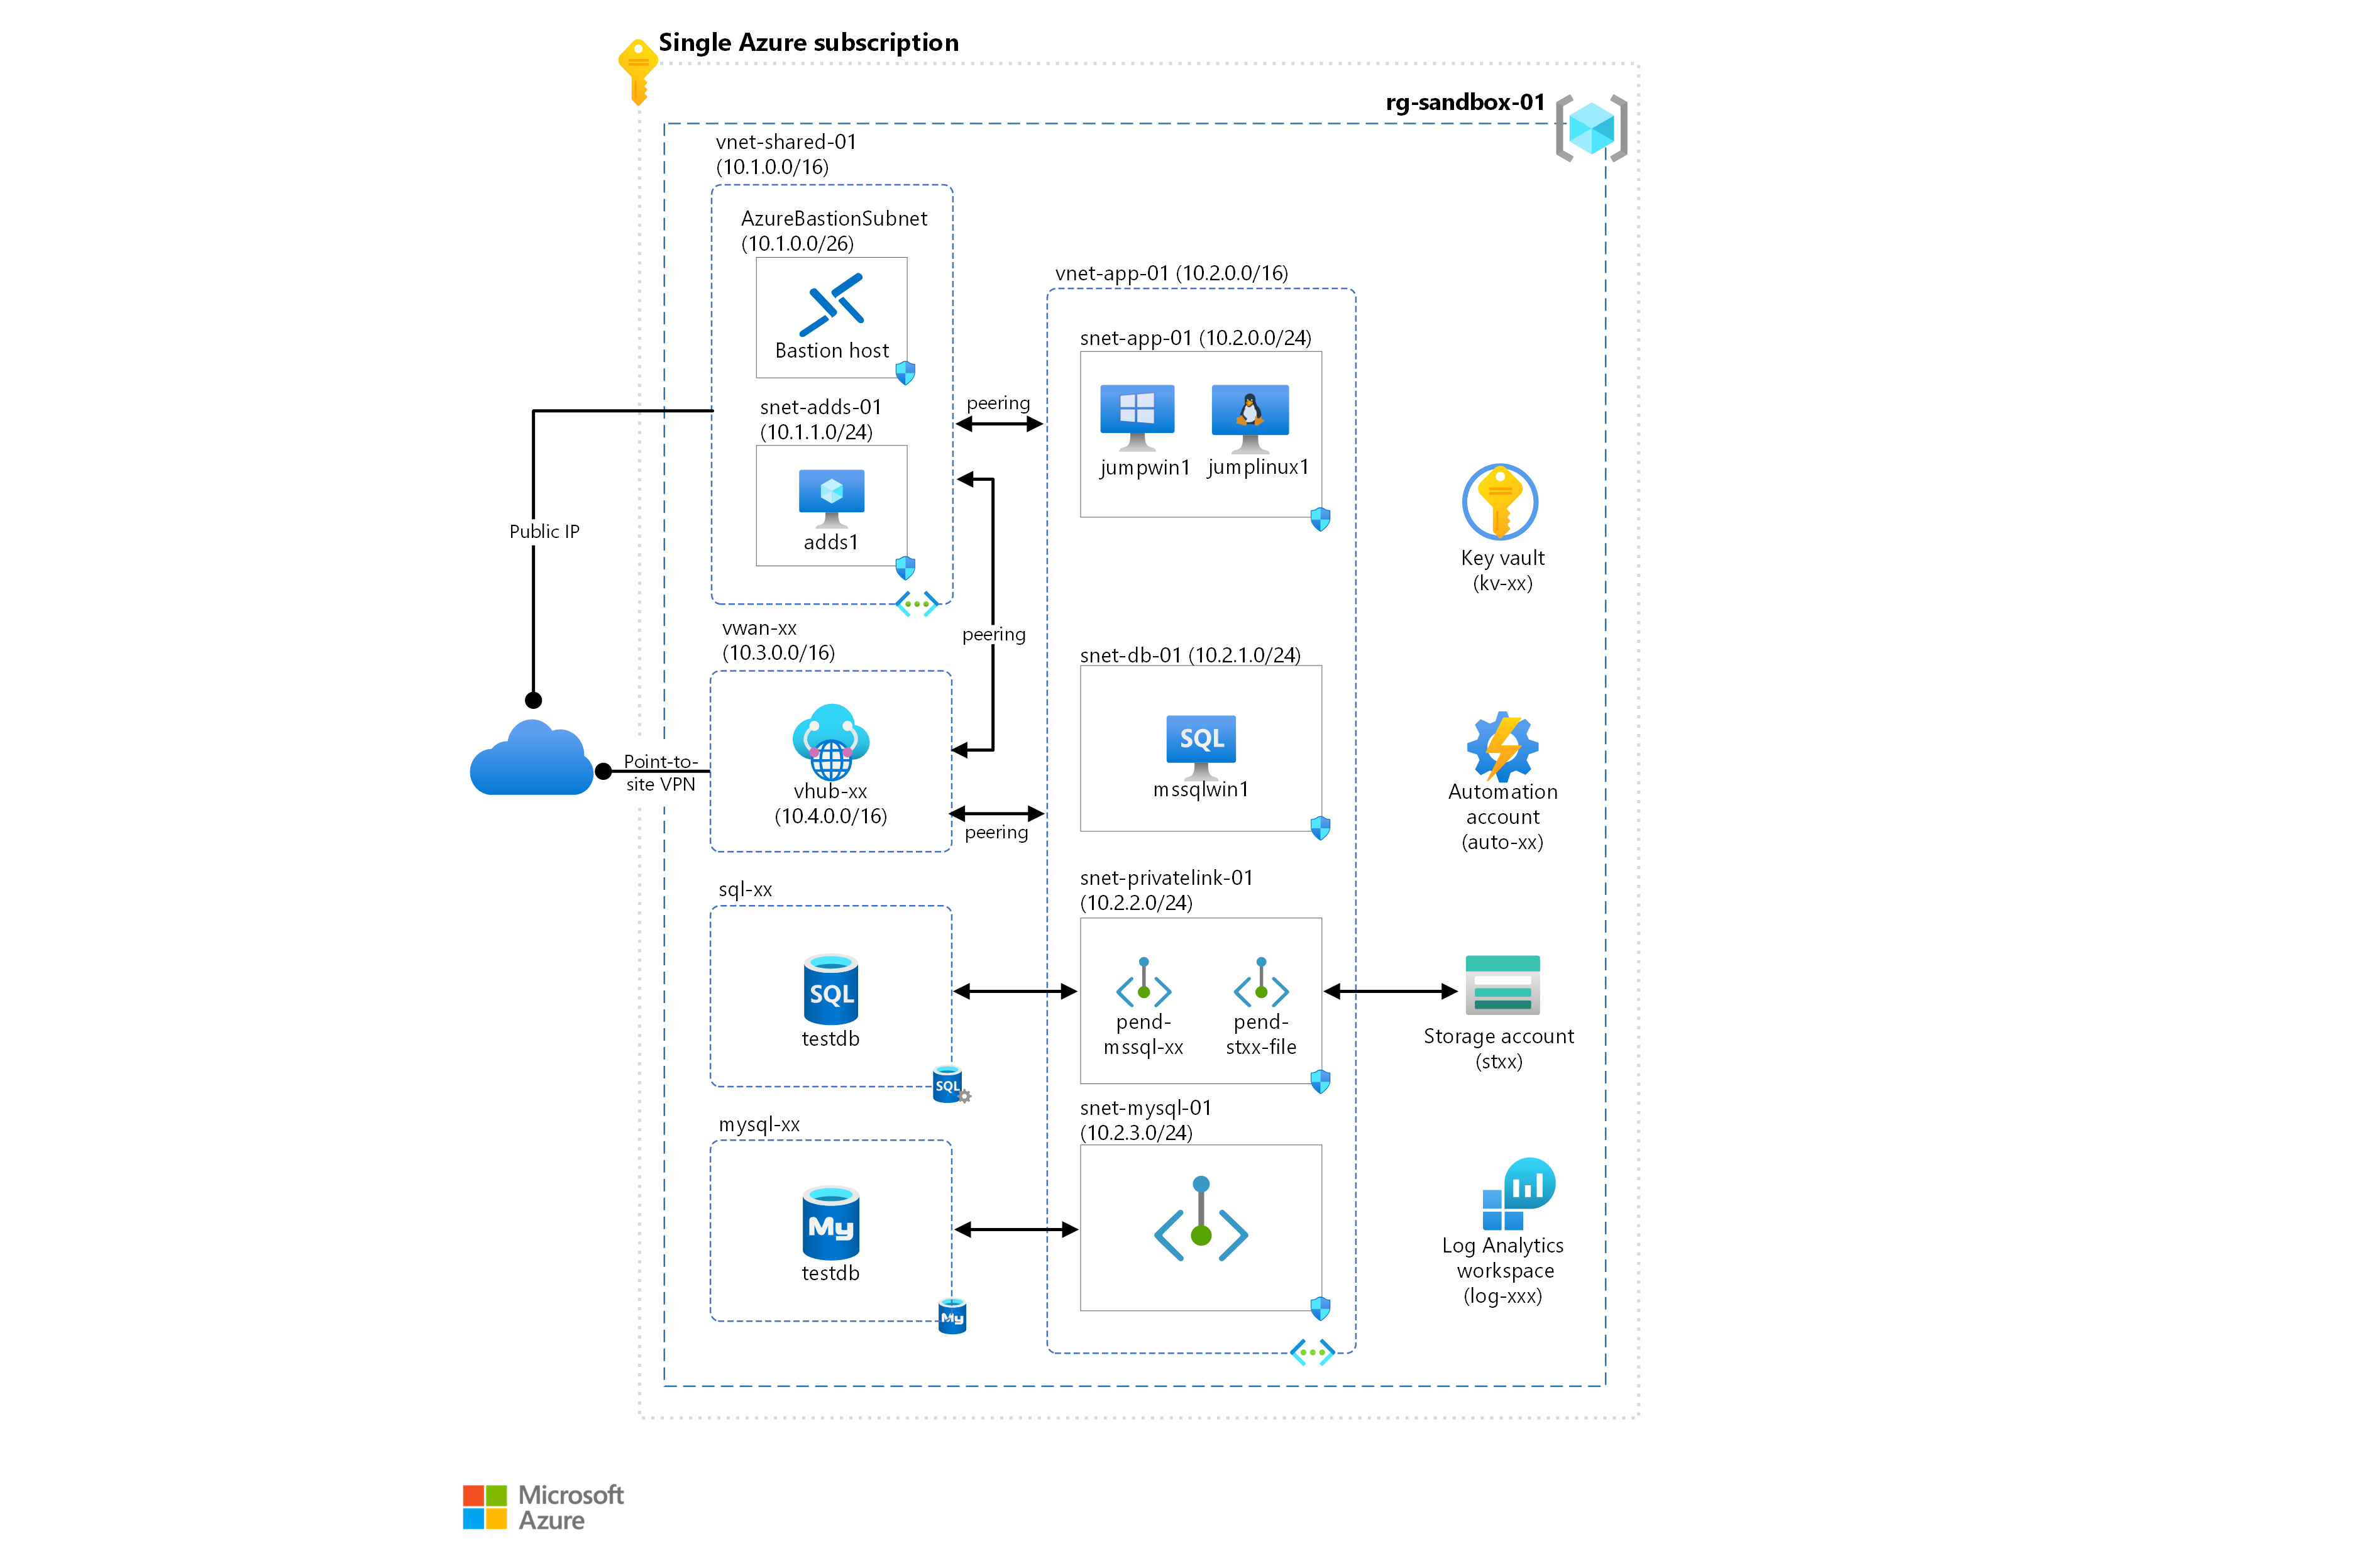 Single Azure subscription
rg-sandbox-01
vnet-shared-01
(10.1.0.0/16)
AzureBastionSubnet
(10.1.0.0/26)
Bastion host
snet-adds-01
(10.1.1.0/24)
adds1
peering
Public IP
vnet-app-01 (10.2.0.0/16)
snet-app-01 (10.2.0.0/24)
jumpwin1
jumplinux1
Key vault
(kv-xx)
vwan-xx
(10.3.0.0/16)
peering
vhub-xx
(10.4.0.0/16)
Point-to-
site VPN
peering
snet-db-01 (10.2.1.0/24)
SQL
mssqlwin1
Automation
account
(auto-xx)
sql-xx
SQL
testdb
SQL
snet-privatelink-01
(10.2.2.0/24)
pend-
mssql-xx
pend-
stxx-file
Storage account
(stxx)
mysql-xx
My
testdb
My
snet-mysql-01
(10.2.3.0/24)
Log Analytics
workspace
(log-xxx)
Microsoft
Azure